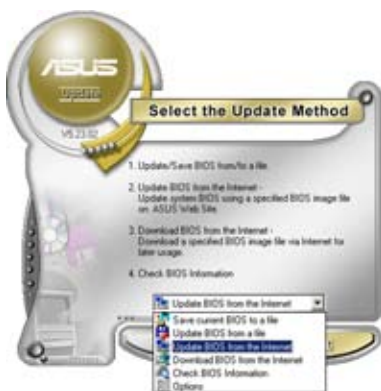 ASUS
Update
V5.23.02
Select the Update Method
1. Update/Save BIOS from/to a file.
2. Update BIOS from the Internet -
Update system BIOS using a specified BIOS image file
on ASUS Web Site.
3. Download BIOS from the Internet -
Download a specified BIOS image file via Internet for
later usage.
4. Check BIOS Information
Update BIOS from the Internet
Save current BIOS to a file
Update BIOS from a file
Update BIOS from the Internet
Download BIOS from the Internet
Check BIOS Information
Options